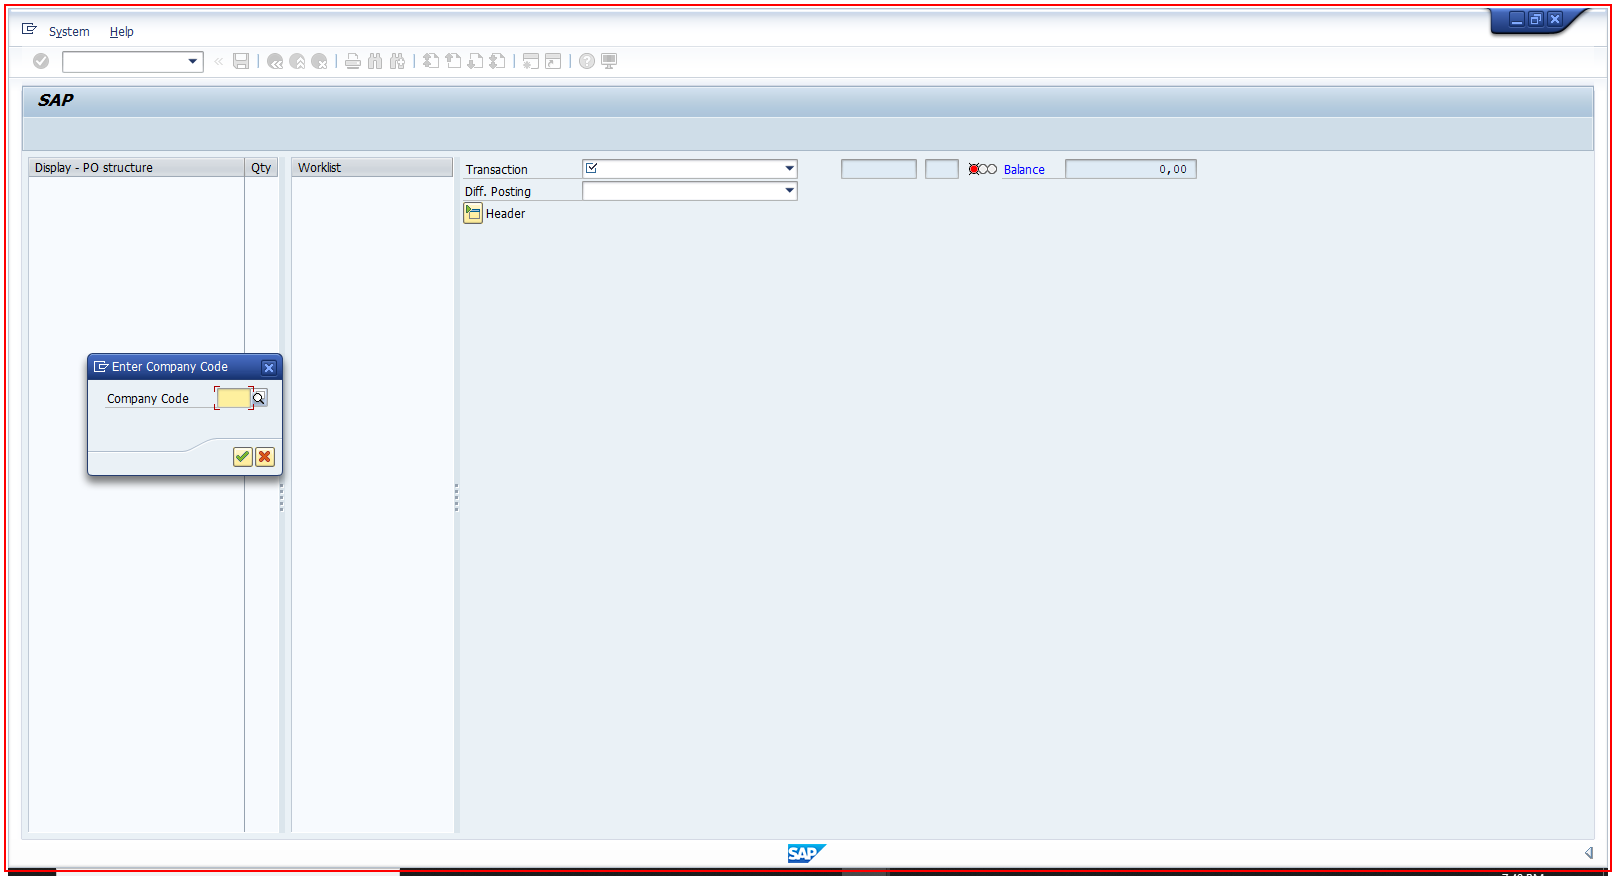 System Help
SAP
Display - PO structure Qty Worklist
Transaction Balance 0,00
Diff. Posting
Header
Enter Company Code
Company Code
SAP